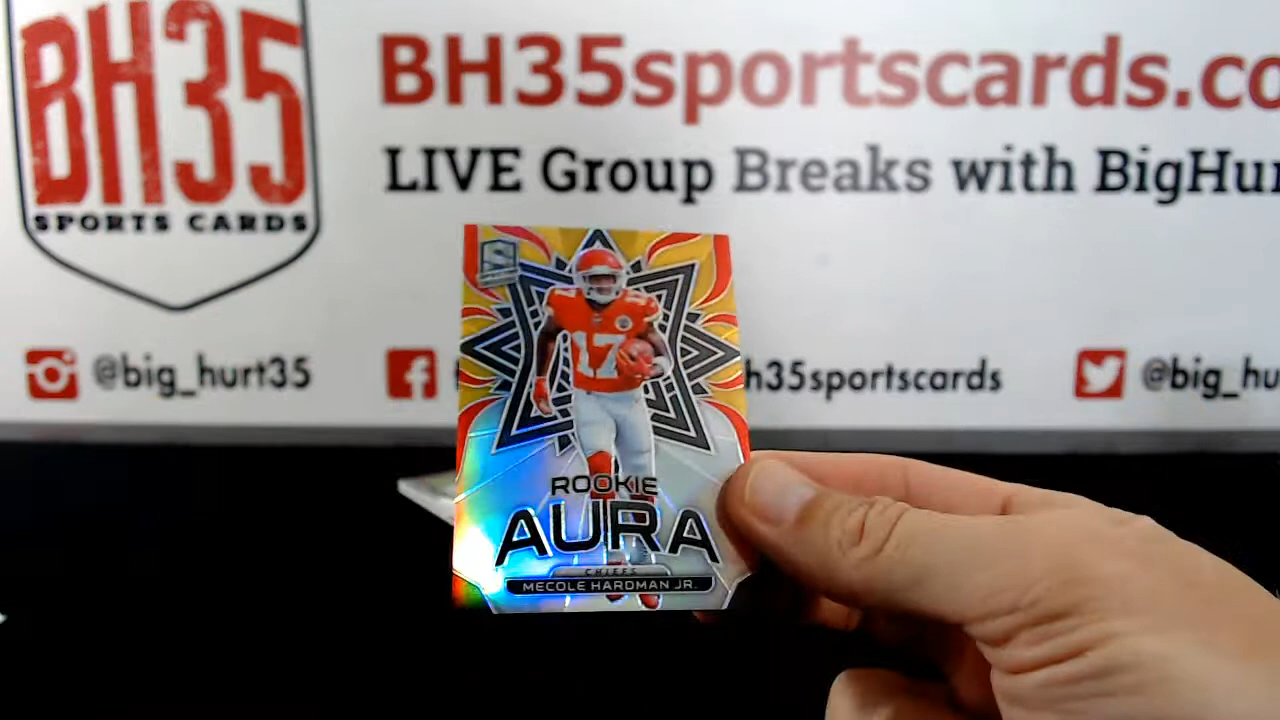 BH35
SPORTS CARDS
BH35sportscards.co
LIVE Group Breaks with BigHur
@big_hurt35
h35sportscards
@big_hu
17
17
ROOKIE
AURA
CHIEFS
MECOLE HARDMAN JR.